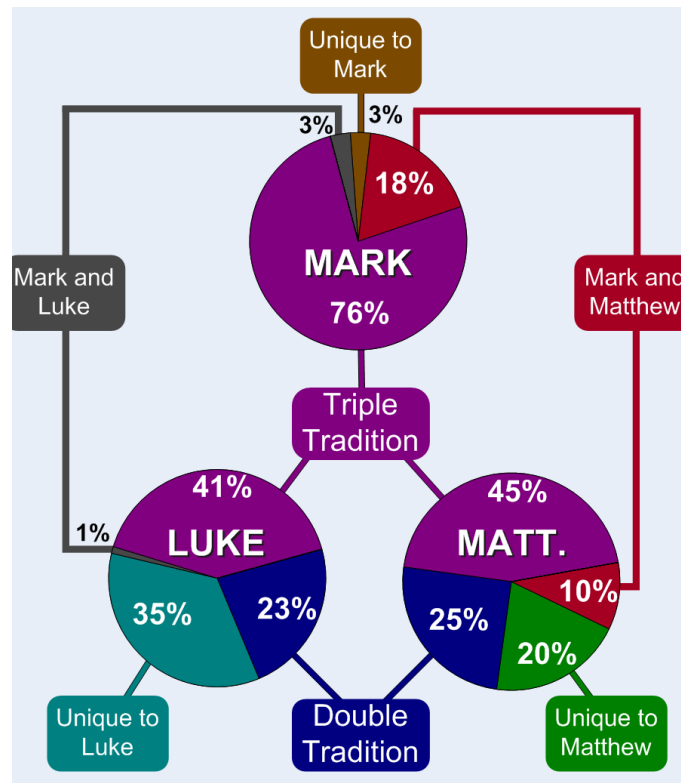 Unique to
Mark
3%
3%
18%
MARK
76%
Mark and
Luke
Mark and
Matthew
Triple
Tradition
41%
LUKE
1%
35%
23%
45%
MATT.
10%
25%
20%
Unique to
Luke
Double
Tradition
Unique to
Matthew